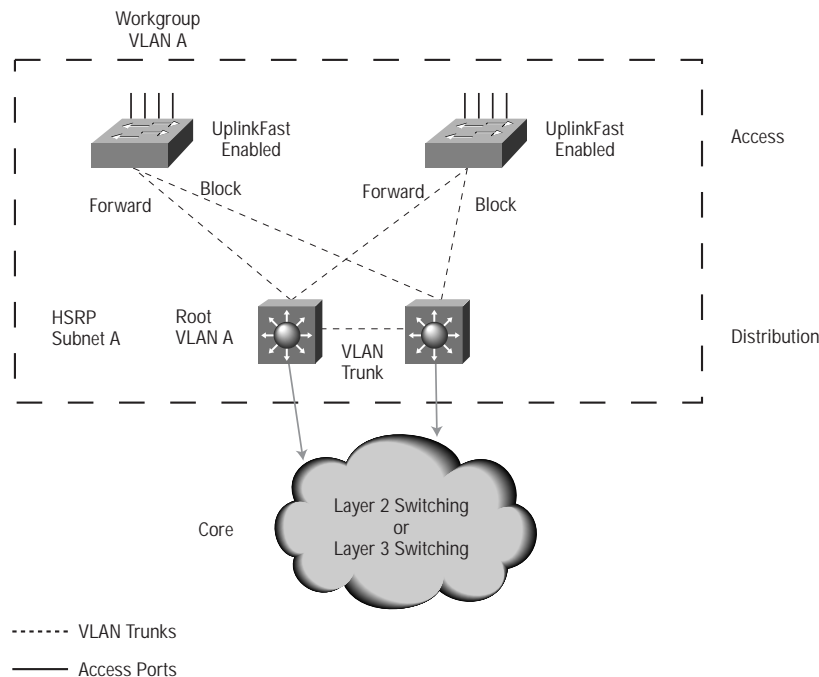 Workgroup
VLAN A
UplinkFast
Enabled
UplinkFast
Enabled
Access
Forward
Block
Forward
Block
HSRP
Subnet A
Root
VLAN A
VLAN
Trunk
Distribution
Core
Layer 2 Switching
or
Layer 3 Switching
VLAN Trunks
Access Ports